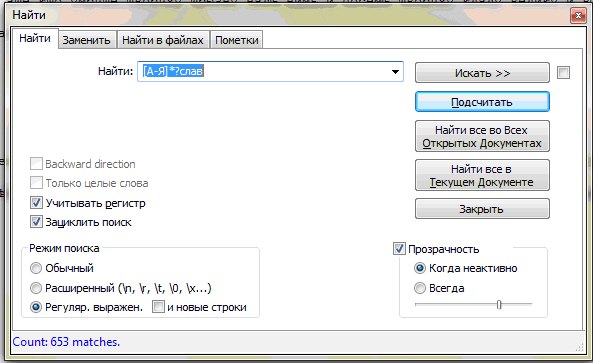 Найти
Найти Заменить Найти в файлах Пометки
Найти: [А-Я]*?слав
Искать >>
Подсчитать
Найти все во Всех
Открытых Документах
Найти все в
Текущем Документе
Закрыть
Backward direction
Только целые слова
Учитывать регистр
Зациклить поиск
Режим поиска
Обычный
Расширенный (\n, \r, \t, \0, \x...)
Регуляр. выражен. и новые строки
Прозрачность
Когда неактивно
Всегда
Count: 653 matches.